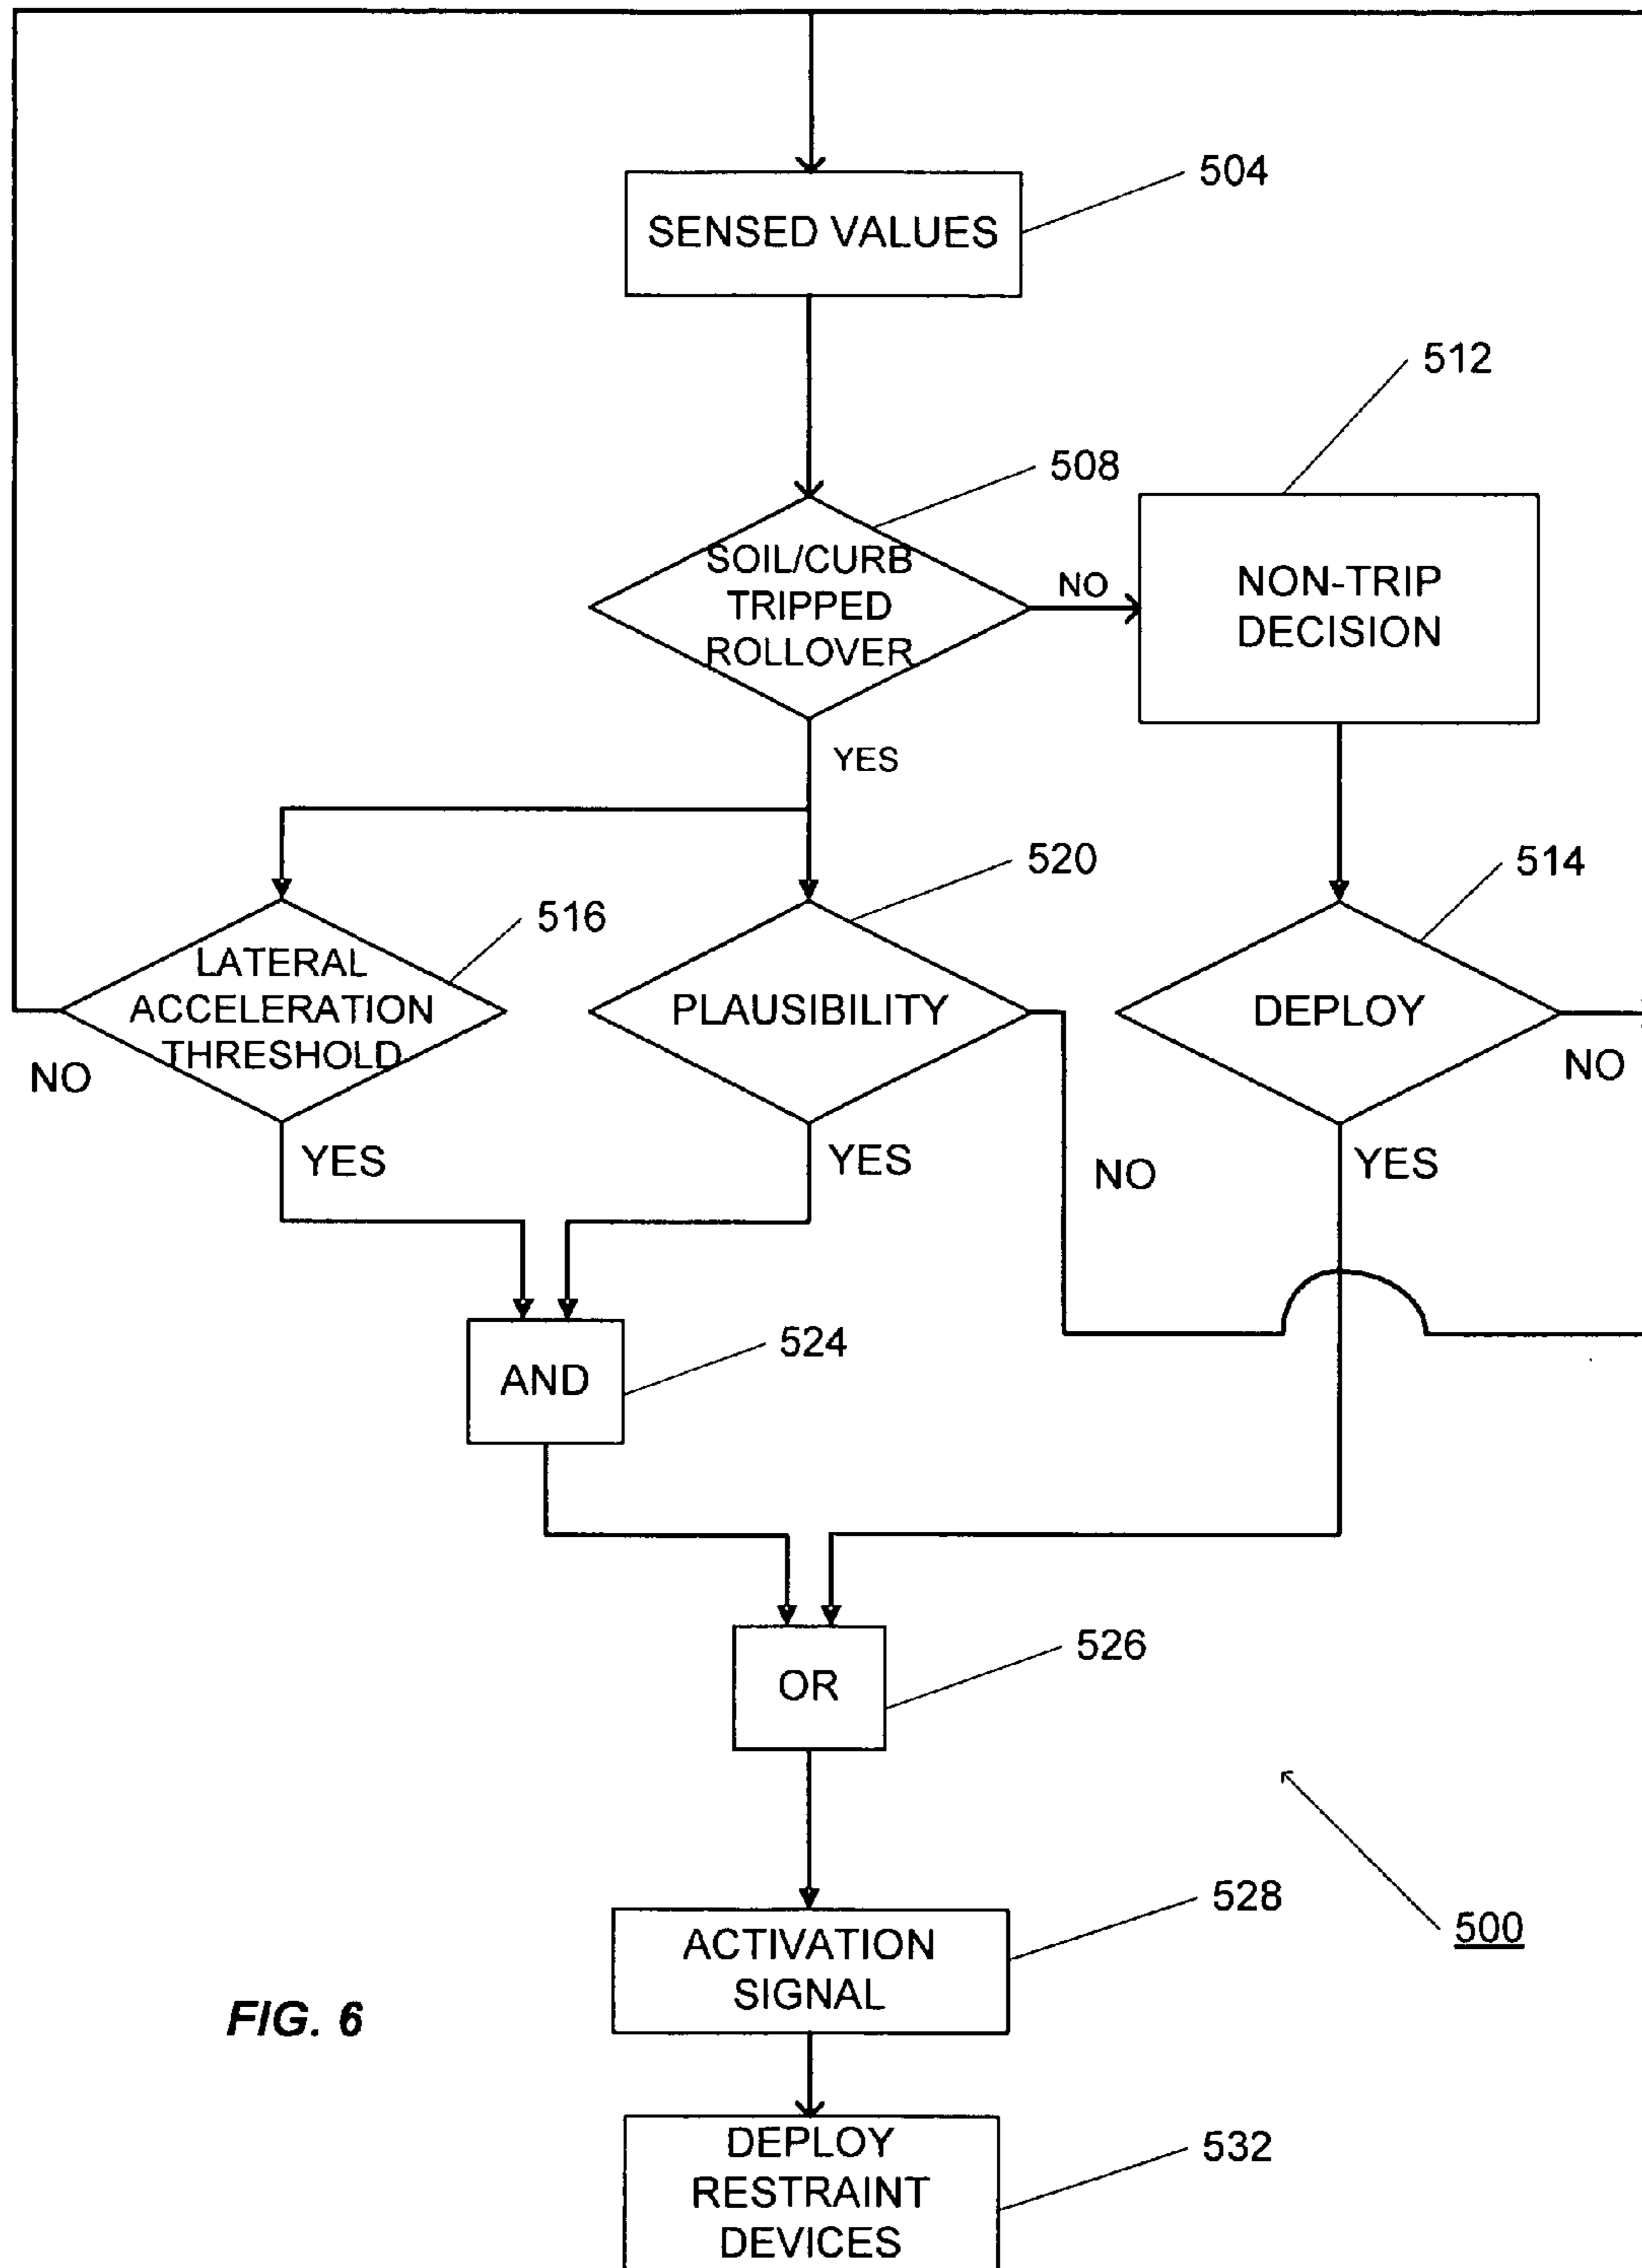 504
SENSED VALUES
512
508
SOIL/CURB
TRIPPED
ROLLOVER
NO
NON-TRIP
DECISION
YES
520
514
516
LATERAL
ACCELERATION
THRESHOLD
PLAUSIBILITY
DEPLOY
NO
NO
YES
YES
NO
YES
524
AND
526
OR
528
ACTIVATION
SIGNAL
500
FIG. 6
532
DEPLOY
RESTRAINT
DEVICES